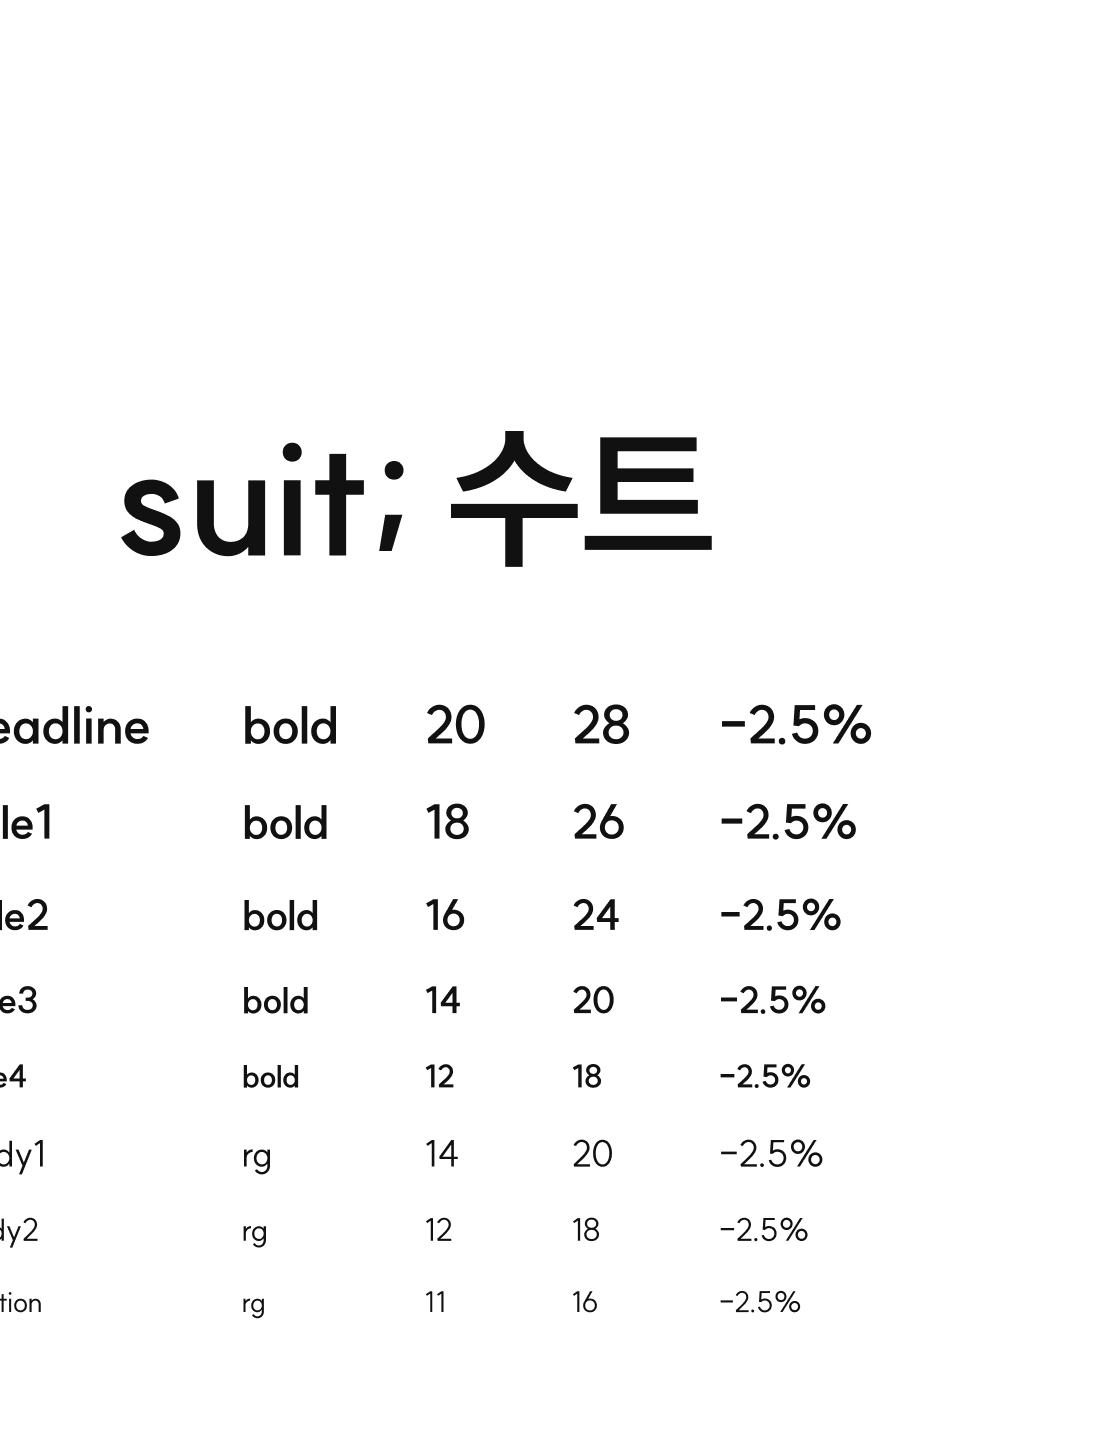 suit; 수트
eadline bold 20 28 -2.5%
le1 bold 18 26 -2.5%
le2 bold 16 24 -2.5%
e3 bold 14 20 -2.5%
e4 bold 12 18 -2.5%
dy1 rg 14 20 -2.5%
dy2 rg 12 18 -2.5%
tion rg 11 16 -2.5%